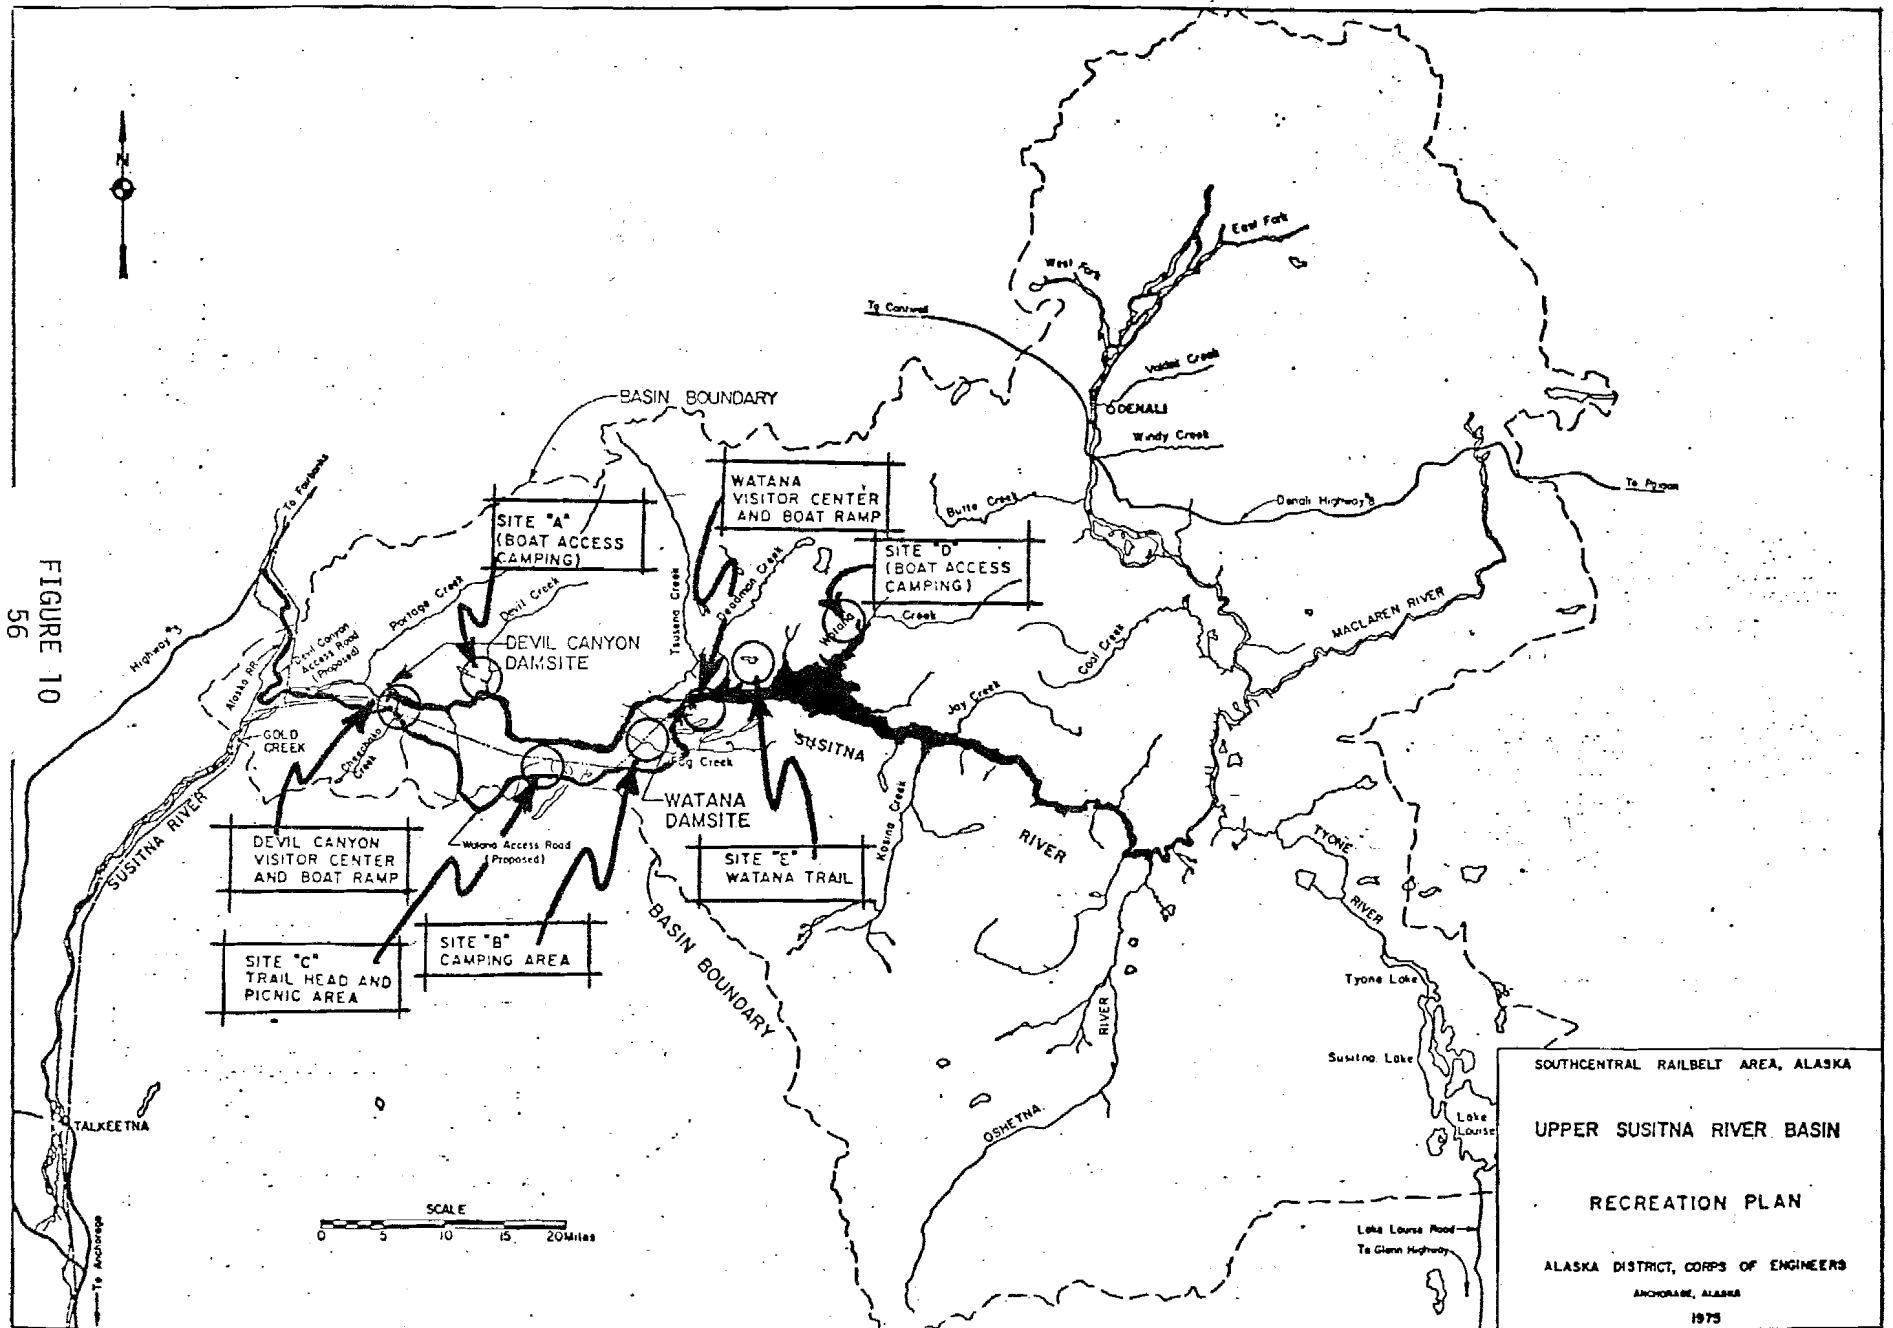 To Fairbanks
Highway #3
Alaska RR
Devil Canyon
Access Road
(Proposed)
Portage Creek
BASIN BOUNDARY
SITE "A"
(BOAT ACCESS
CAMPING)
Devil Creek
DEVIL CANYON
DAMSITE
WATANA
VISITOR CENTER
AND BOAT RAMP
Tsusena Creek
Deadman Creek
SITE "D"
(BOAT ACCESS
CAMPING)
Watana
Creek
To Cantwell
West Fork
East Fork
Valdez Creek
DENALI
Windy Creek
Butte Creek
Denali Highway #8
To Paxson
MACLAREN RIVER
Coal Creek
Jay Creek
GOLD
CREEK
Cheechako
Creek
SUSITNA RIVER
DEVIL CANYON
VISITOR CENTER
AND BOAT RAMP
Watana Access Road
(Proposed)
Fog Creek
WATANA
DAMSITE
SUSITNA
RIVER
Kosina Creek
SITE "E"
WATANA TRAIL
SITE "B"
CAMPING AREA
SITE "C"
TRAIL HEAD AND
PICNIC AREA
BASIN BOUNDARY
TYONE
RIVER
Tyone Lake
Susitna Lake
Lake
Louise
OSHETNA
RIVER
TALKEETNA
To Anchorage
SCALE
0 5 10 15 20 Miles
Lake Louise Road
To Glenn Highway
SOUTHCENTRAL RAILBELT AREA, ALASKA
UPPER SUSITNA RIVER BASIN
RECREATION PLAN
ALASKA DISTRICT, CORPS OF ENGINEERS
ANCHORAGE, ALASKA
1975
N
FIGURE 10
56